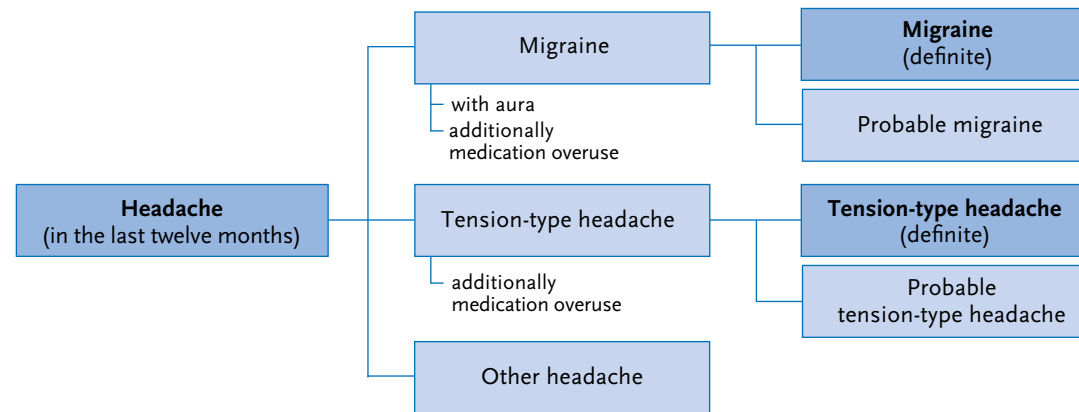 Migraine
with aura
additionally
medication overuse
Migraine
(definite)
Probable migraine
Headache
(in the last twelve months)
Tension-type headache
additionally
medication overuse
Tension-type headache
(definite)
Probable
tension-type headache
Other headache